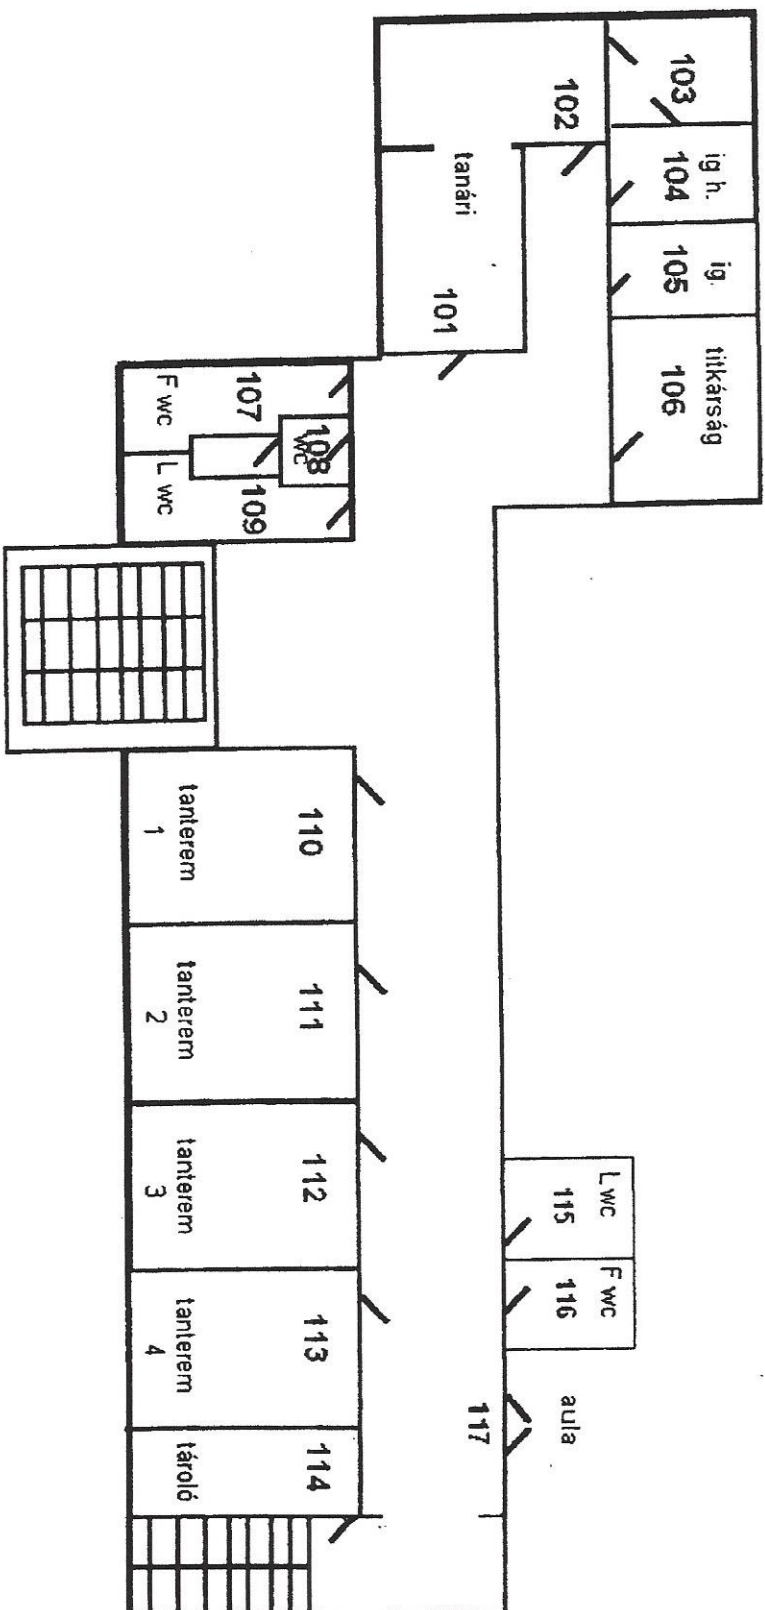 103
ig h.
104
ig.
105
titkárság
106
102
tanári
101
107
F wc
108
wc
109
L wc
110
tanterem
1
111
tanterem
2
112
tanterem
3
113
tanterem
4
114
tároló
L wc
115
F wc
116
aula
117